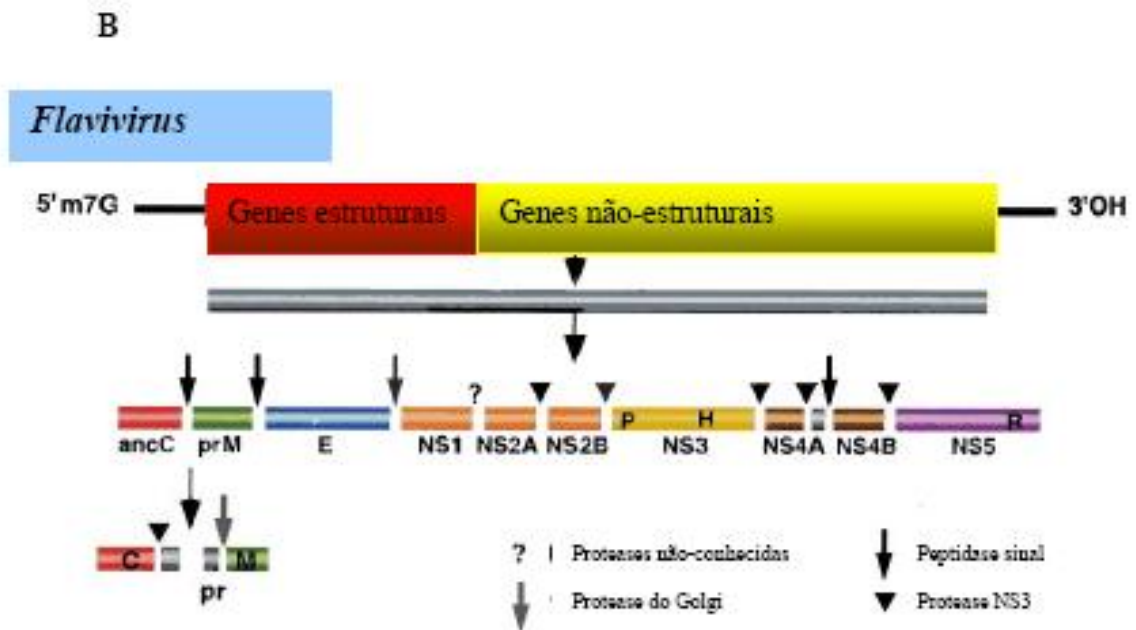 B
Flavivirus
5' m7G Genes estruturais Genes não-estruturais 3'OH
?
P H R
ancC prM E NS1 NS2A NS2B NS3 NS4A NS4B NS5
C M
pr
? Proteases não-conhecidas Peptidase sinal
Protease do Golgi Protease NS3